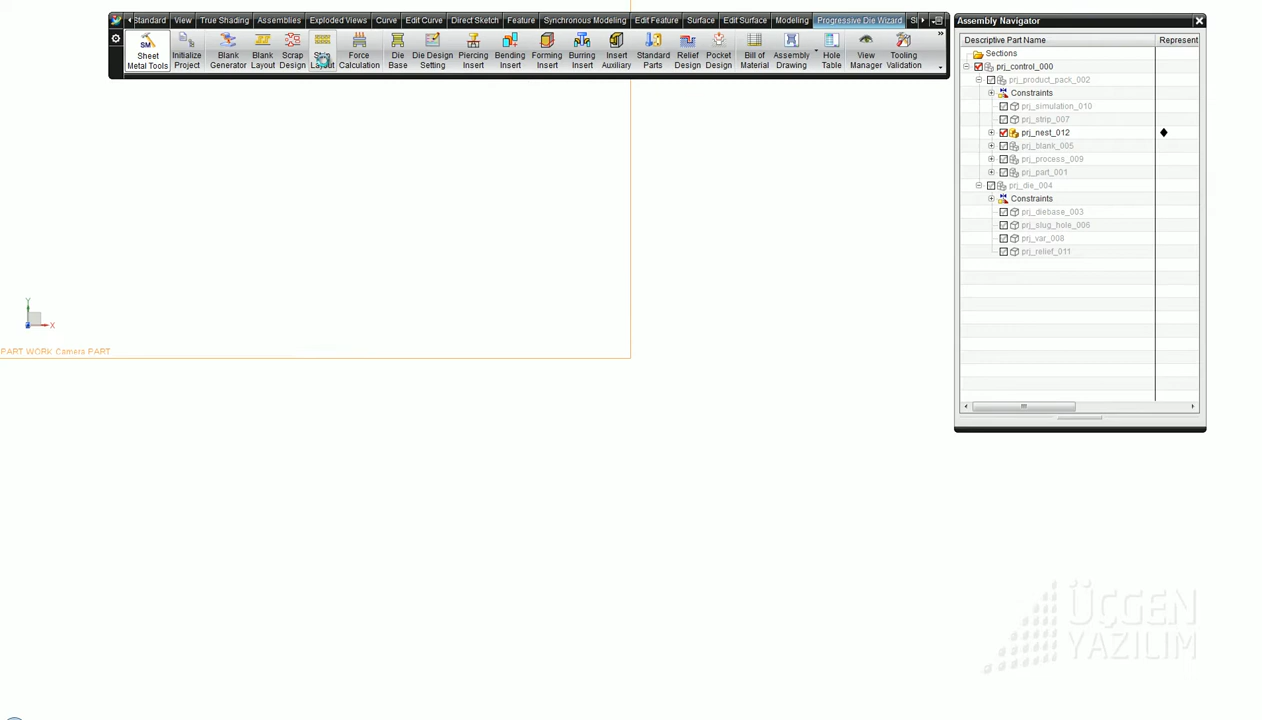 Standard View True Shading Assemblies Exploded Views Curve Edit Curve Direct Sketch Feature Synchronous Modeling Edit Feature Surface Edit Surface Modeling Progressive Die Wizard
SM
Sheet Metal Tools
Initialize Project
Blank Generator
Blank Layout
Scrap Design
Strip Layout
Force Calculation
Die Base
Die Design Setting
Piercing Insert
Bending Insert
Forming Insert
Burring Insert
Insert Auxiliary
Standard Parts
Relief Design
Pocket Design
Bill of Material
Assembly Drawing
Hole Table
View Manager
Tooling Validation
Assembly Navigator
Descriptive Part Name Represent
Sections
prj_control_000
prj_product_pack_002
Constraints
prj_simulation_010
prj_strip_007
prj_nest_012
prj_blank_005
prj_process_009
prj_part_001
prj_die_004
Constraints
prj_diebase_003
prj_slug_hole_006
prj_var_008
prj_relief_011
Y
X
PART WORK Camera PART
ÜÇGEN
YAZILIM